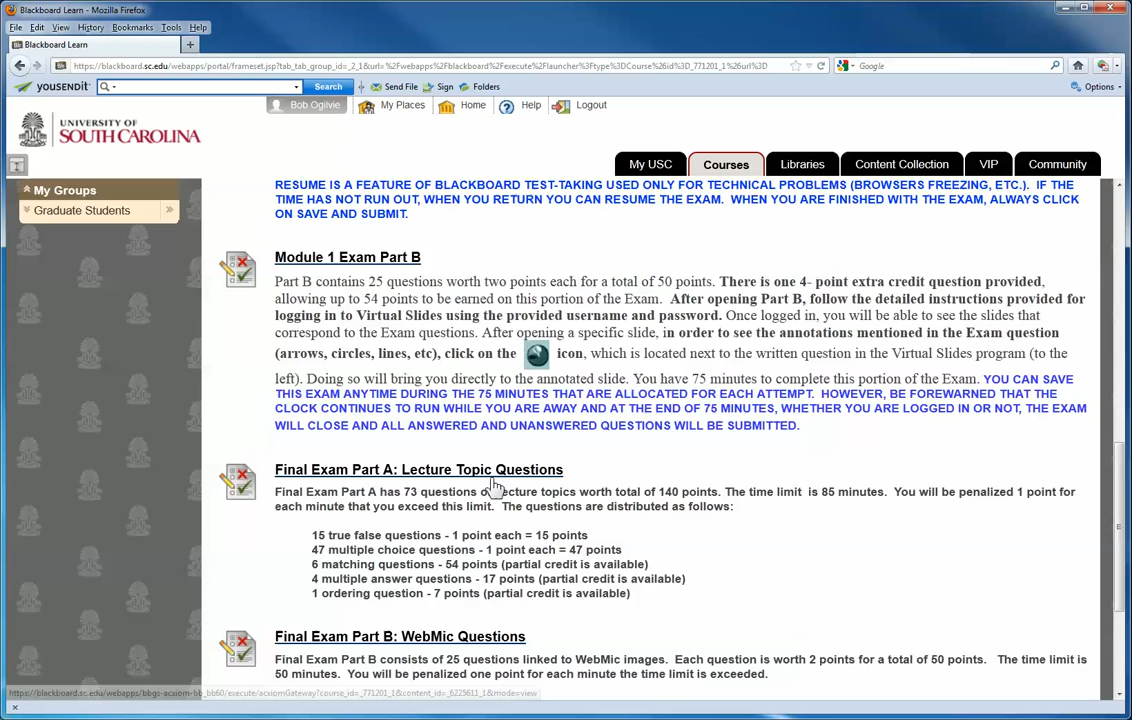 Blackboard Learn - Mozilla Firefox
File Edit View History Bookmarks Tools Help
Blackboard Learn
https://blackboard.sc.edu/webapps/portal/frameset.jsp?tab_tab_group_id=_2_1&url=%2Fwebapps%2Fblackboard%2Fexecute%2Flauncher%3Ftype%3DCourse%26id%3D_771201_1%26url%3D
Google
yousendit Search Send File Sign Folders Options
Bob Ogilvie My Places Home Help Logout
UNIVERSITY OF
SOUTH CAROLINA
My USC Courses Libraries Content Collection VIP Community
My Groups
Graduate Students
RESUME IS A FEATURE OF BLACKBOARD TEST-TAKING USED ONLY FOR TECHNICAL PROBLEMS (BROWSERS FREEZING, ETC.). IF THE
TIME HAS NOT RUN OUT, WHEN YOU RETURN YOU CAN RESUME THE EXAM. WHEN YOU ARE FINISHED WITH THE EXAM, ALWAYS CLICK
ON SAVE AND SUBMIT.
Module 1 Exam Part B
Part B contains 25 questions worth two points each for a total of 50 points. There is one 4- point extra credit question provided,
allowing up to 54 points to be earned on this portion of the Exam. After opening Part B, follow the detailed instructions provided for
logging in to Virtual Slides using the provided username and password. Once logged in, you will be able to see the slides that
correspond to the Exam questions. After opening a specific slide, in order to see the annotations mentioned in the Exam question
(arrows, circles, lines, etc), click on the icon, which is located next to the written question in the Virtual Slides program (to the
left). Doing so will bring you directly to the annotated slide. You have 75 minutes to complete this portion of the Exam. YOU CAN SAVE
THIS EXAM ANYTIME DURING THE 75 MINUTES THAT ARE ALLOCATED FOR EACH ATTEMPT. HOWEVER, BE FOREWARNED THAT THE
CLOCK CONTINUES TO RUN WHILE YOU ARE AWAY AND AT THE END OF 75 MINUTES, WHETHER YOU ARE LOGGED IN OR NOT, THE EXAM
WILL CLOSE AND ALL ANSWERED AND UNANSWERED QUESTIONS WILL BE SUBMITTED.
Final Exam Part A: Lecture Topic Questions
Final Exam Part A has 73 questions lecture topics worth total of 140 points. The time limit is 85 minutes. You will be penalized 1 point for
each minute that you exceed this limit. The questions are distributed as follows:
15 true false questions - 1 point each = 15 points
47 multiple choice questions - 1 point each = 47 points
6 matching questions - 54 points (partial credit is available)
4 multiple answer questions - 17 points (partial credit is available)
1 ordering question - 7 points (partial credit is available)
Final Exam Part B: WebMic Questions
Final Exam Part B consists of 25 questions linked to WebMic images. Each question is worth 2 points for a total of 50 points. The time limit is
50 minutes. You will be penalized one point for each minute the time limit is exceeded.
https://blackboard.sc.edu/webapps/bbgs-acxiom-bb_bb60/execute/acxiomGateway?course_id=_771201_1&content_id=_6225611_1&mode=view